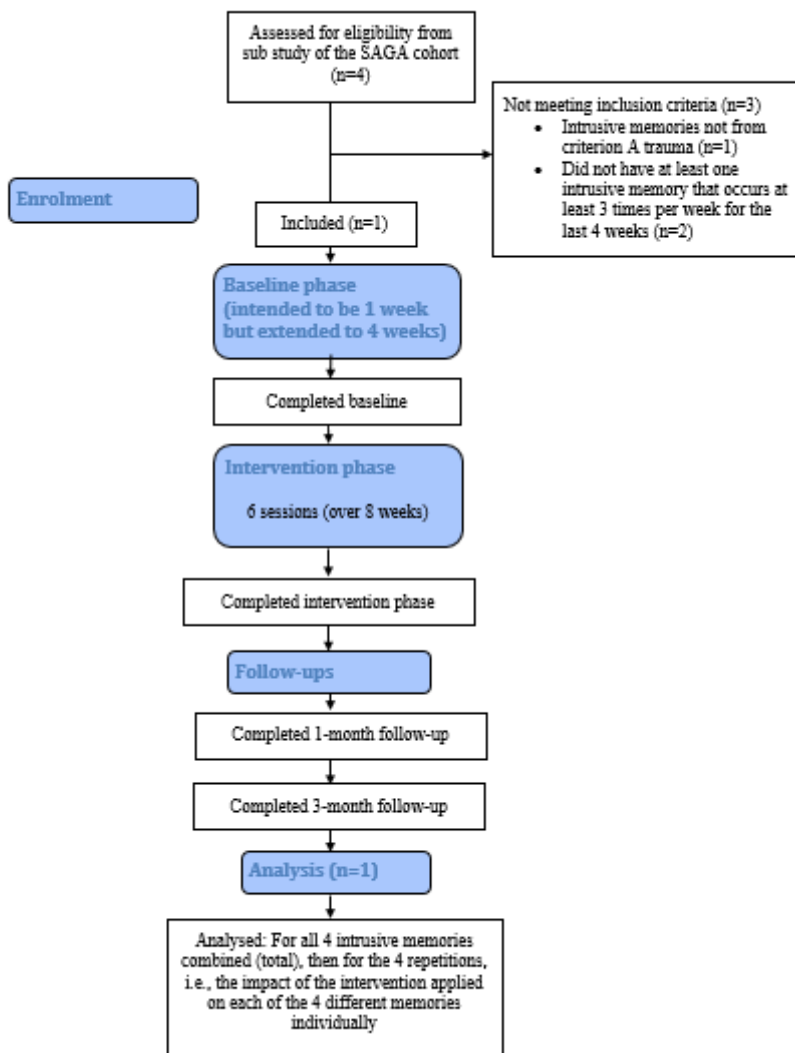 Assessed for eligibility from
sub study of the SAGA cohort
(n=4)
Not meeting inclusion criteria (n=3)
• Intrusive memories not from
criterion A trauma (n=1)
• Did not have at least one
intrusive memory that occurs at
least 3 times per week for the
last 4 weeks (n=2)
Enrolment
Included (n=1)
Baseline phase
(intended to be 1 week
but extended to 4 weeks)
Completed baseline
Intervention phase
6 sessions (over 8 weeks)
Completed intervention phase
Follow-ups
Completed 1-month follow-up
Completed 3-month follow-up
Analysis (n=1)
Analysed: For all 4 intrusive memories
combined (total), then for the 4 repetitions,
i.e., the impact of the intervention applied
on each of the 4 different memories
individually